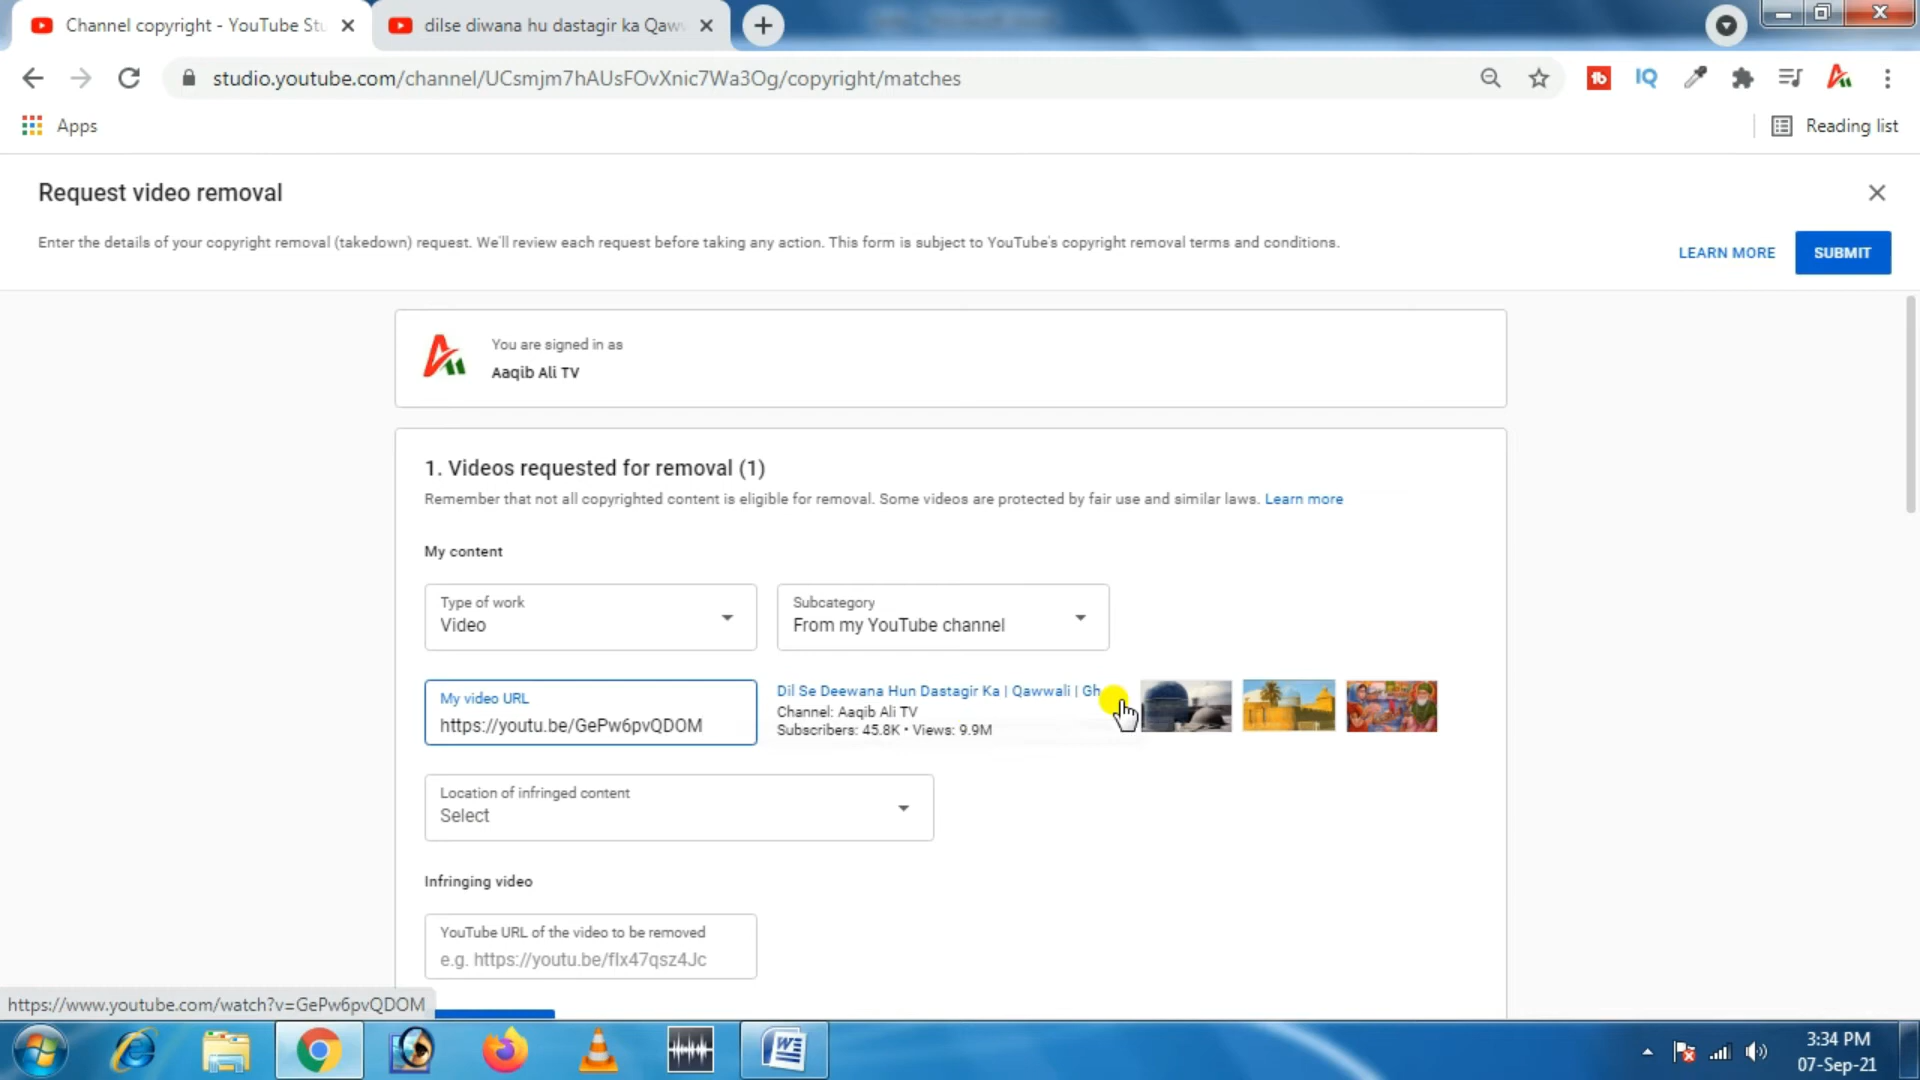 Channel copyright - YouTube Stu
dilse diwana hu dastagir ka Qaww
studio.youtube.com/channel/UCsmjm7hAUsFOvXnic7Wa3Og/copyright/matches
Apps
Reading list
Request video removal
Enter the details of your copyright removal (takedown) request. We'll review each request before taking any action. This form is subject to YouTube's copyright removal terms and conditions.
LEARN MORE
SUBMIT
You are signed in as
Aaqib Ali TV
1. Videos requested for removal (1)
Remember that not all copyrighted content is eligible for removal. Some videos are protected by fair use and similar laws. Learn more
My content
Type of work
Video
Subcategory
From my YouTube channel
My video URL
https://youtu.be/GePw6pvQDOM
Dil Se Deewana Hun Dastagir Ka | Qawwali | Gh
Channel: Aaqib Ali TV
Subscribers: 45.8K • Views: 9.9M
Location of infringed content
Select
Infringing video
YouTube URL of the video to be removed
e.g. https://youtu.be/fIx47qsz4Jc
https://www.youtube.com/watch?v=GePw6pvQDOM
3:34 PM
07-Sep-21